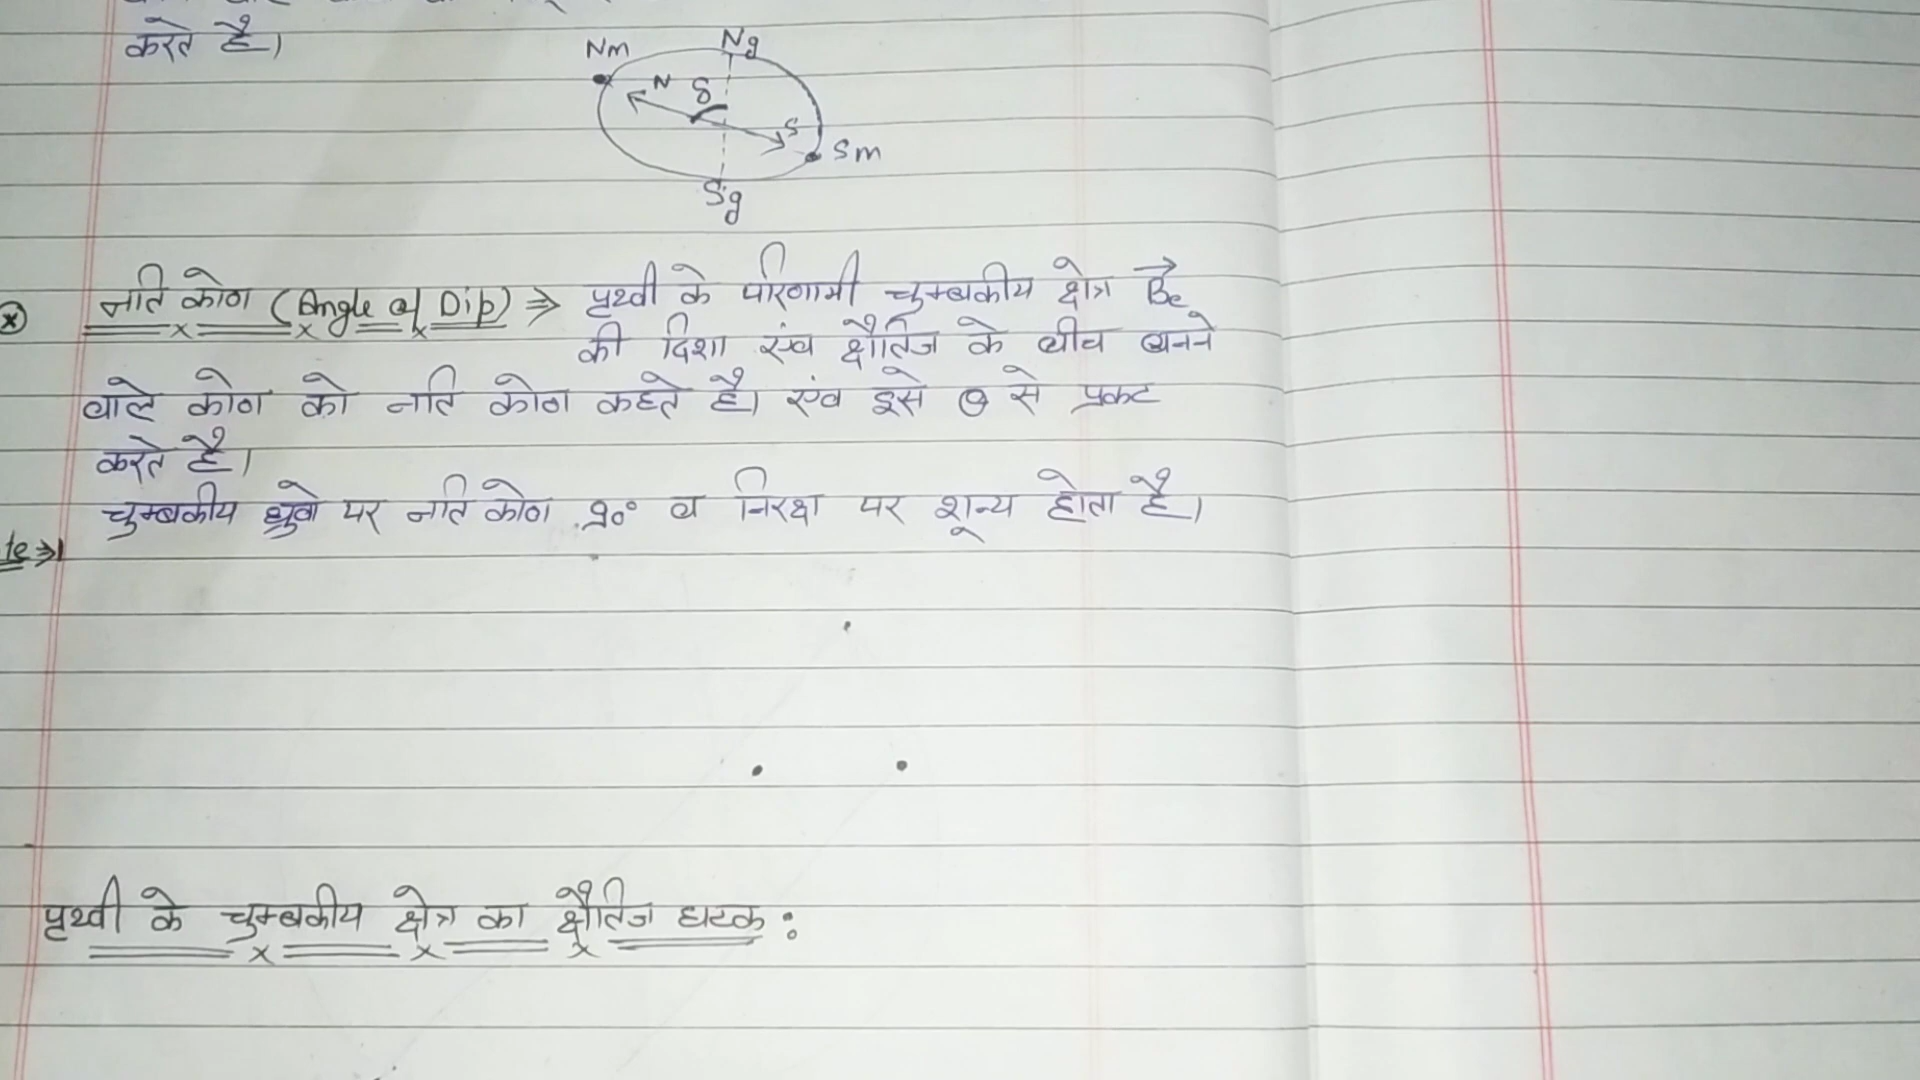 करते है।
Nm Ng
N δ
S
Sm
Sg
नति कोण (Angle of Dip) ⇒ पृथ्वी के परिणामी चुम्बकीय क्षेत्र B⃗e
की दिशा एंव क्षैतिज के बीच बनने
वाले कोण को नति कोण कहते है। एंव इसे θ से प्रकट
करते है।
चुम्बकीय ध्रुवो पर नति कोण 90° व निरक्ष पर शून्य होता है।
te ⇒
पृथ्वी के चुम्बकीय क्षेत्र का क्षैतिज घटक :